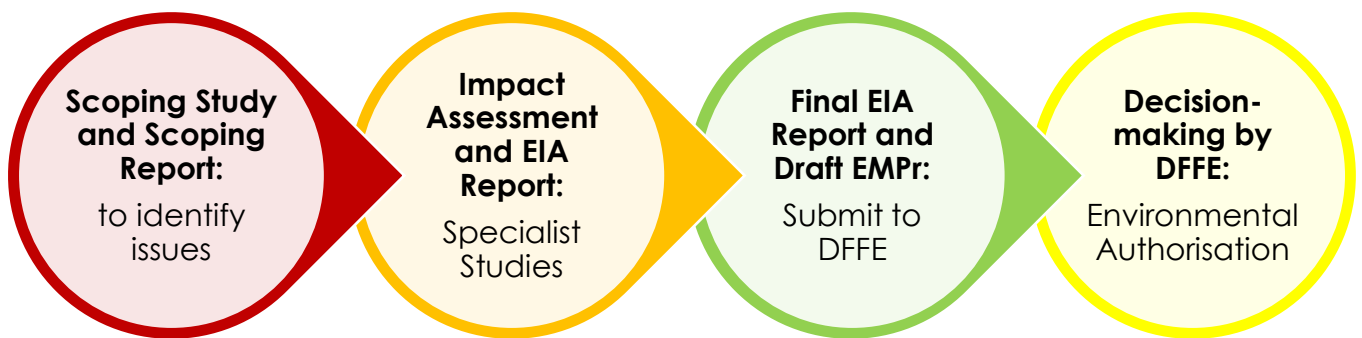 Scoping Study
and Scoping
Report:
to identify
issues
Impact
Assessment
and EIA
Report:
Specialist
Studies
Final EIA
Report and
Draft EMPr:
Submit to
DFFE
Decision-
making by
DFFE:
Environmental
Authorisation